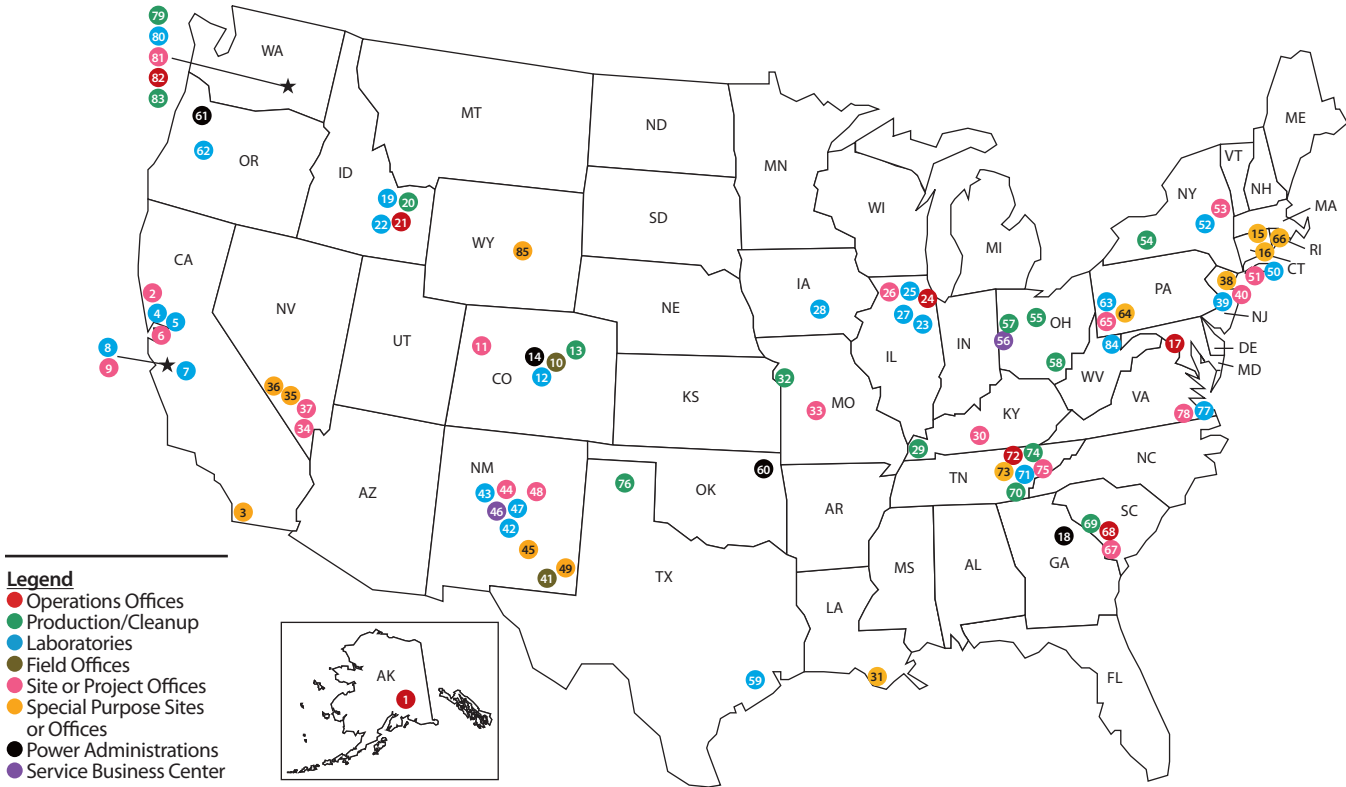 79
80
WA
81
82
83
61
62
OR
ID
19
20
22
21
MT
ND
MN
SD
WI
MI
ME
VT
NH
NY
53
52
54
MA
15
66
RI
16
CT
51
50
38
40
PA
39
NJ
63
64
65
DE
MD
84
17
WV
VA
78
77
CA
2
4
5
6
8
9
7
NV
36
35
37
34
3
WY
85
UT
11
14
10
13
12
CO
NE
IA
28
26
25
24
27
23
IL
IN
57
55
OH
56
58
KS
32
33
MO
KY
30
29
72
74
73
71
75
TN
70
NC
AZ
NM
43
44
48
46
47
42
45
49
41
76
OK
60
AR
TX
59
LA
31
MS
AL
GA
18
SC
69
68
67
FL
AK
1
Legend
Operations Offices
Production/Cleanup
Laboratories
Field Offices
Site or Project Offices
Special Purpose Sites
or Offices
Power Administrations
Service Business Center